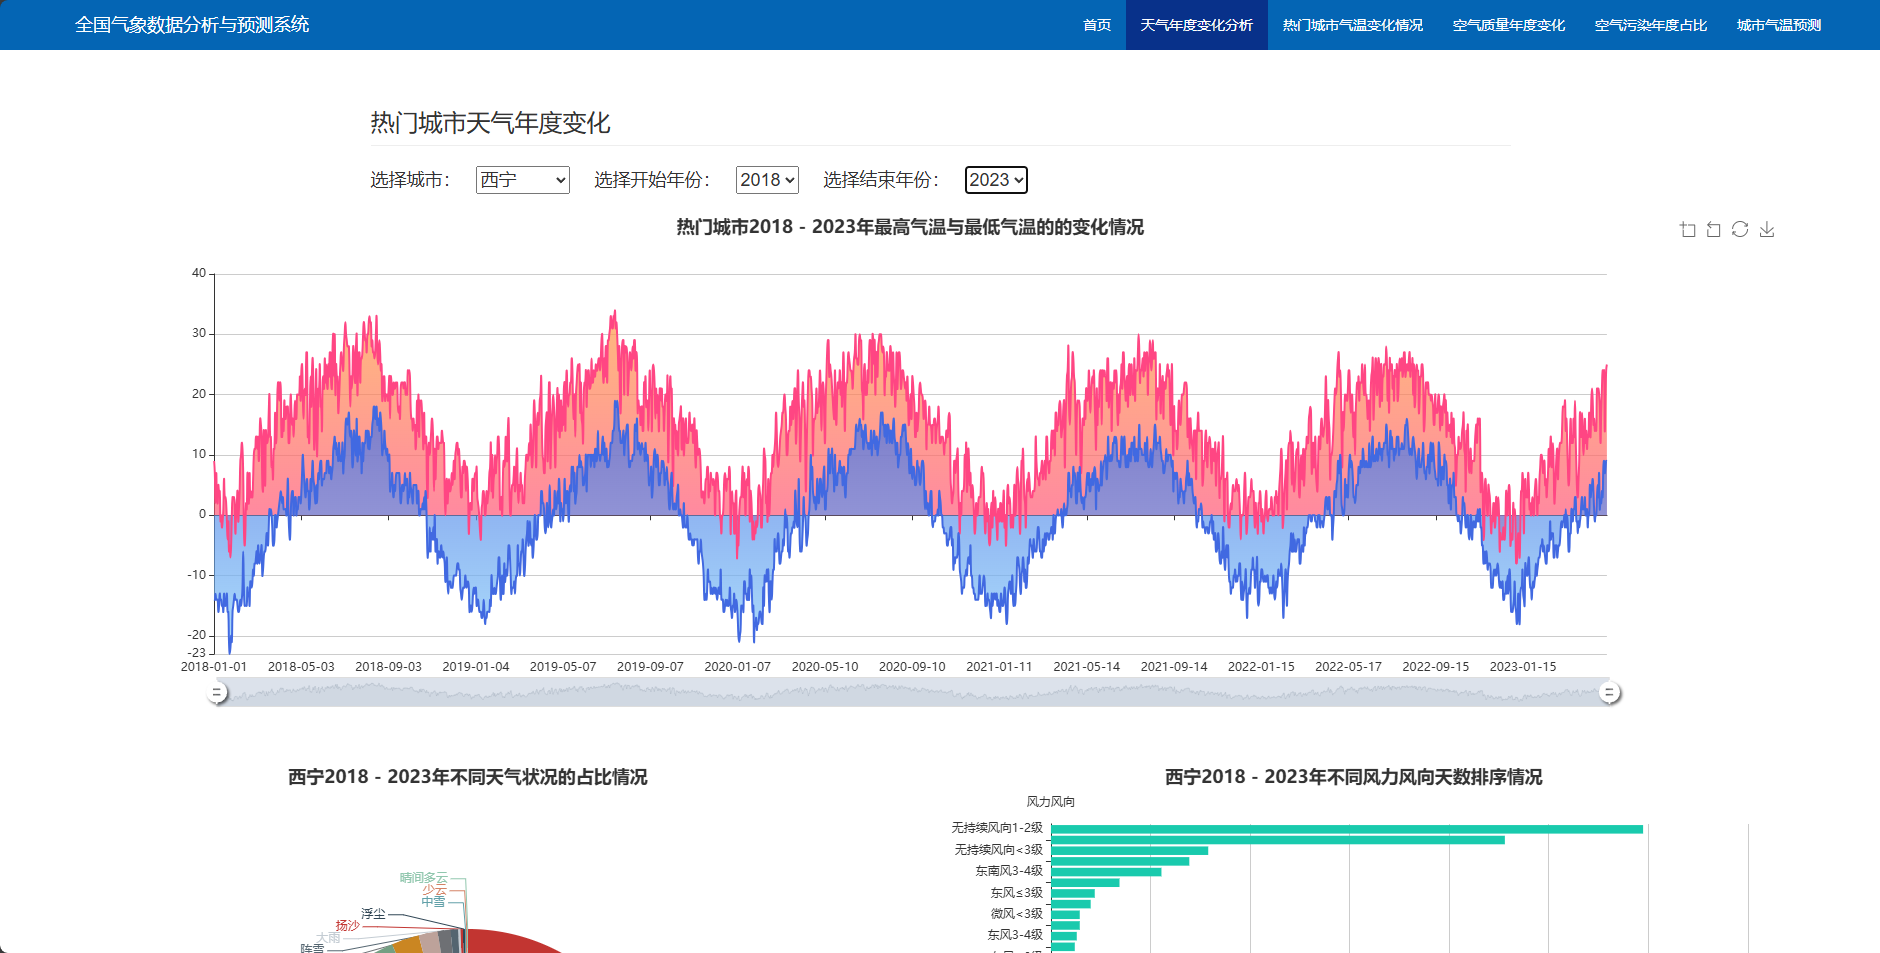 全国气象数据分析与预测系统
首页 天气年度变化分析 热门城市气温变化情况 空气质量年度变化 空气污染年度占比 城市气温预测
热门城市天气年度变化
选择城市： 西宁 选择开始年份： 2018 选择结束年份： 2023
热门城市2018 - 2023年最高气温与最低气温的的变化情况
40
30
20
10
0
-10
-20
-23
2018-01-01 2018-05-03 2018-09-03 2019-01-04 2019-05-07 2019-09-07 2020-01-07 2020-05-10 2020-09-10 2021-01-11 2021-05-14 2021-09-14 2022-01-15 2022-05-17 2022-09-15 2023-01-15
西宁2018 - 2023年不同天气状况的占比情况
晴间多云
少云
中雪
浮尘
扬沙
大雨
阵雪
西宁2018 - 2023年不同风力风向天数排序情况
风力风向
无持续风向1-2级
无持续风向<3级
东南风3-4级
东风≤3级
微风<3级
东风3-4级